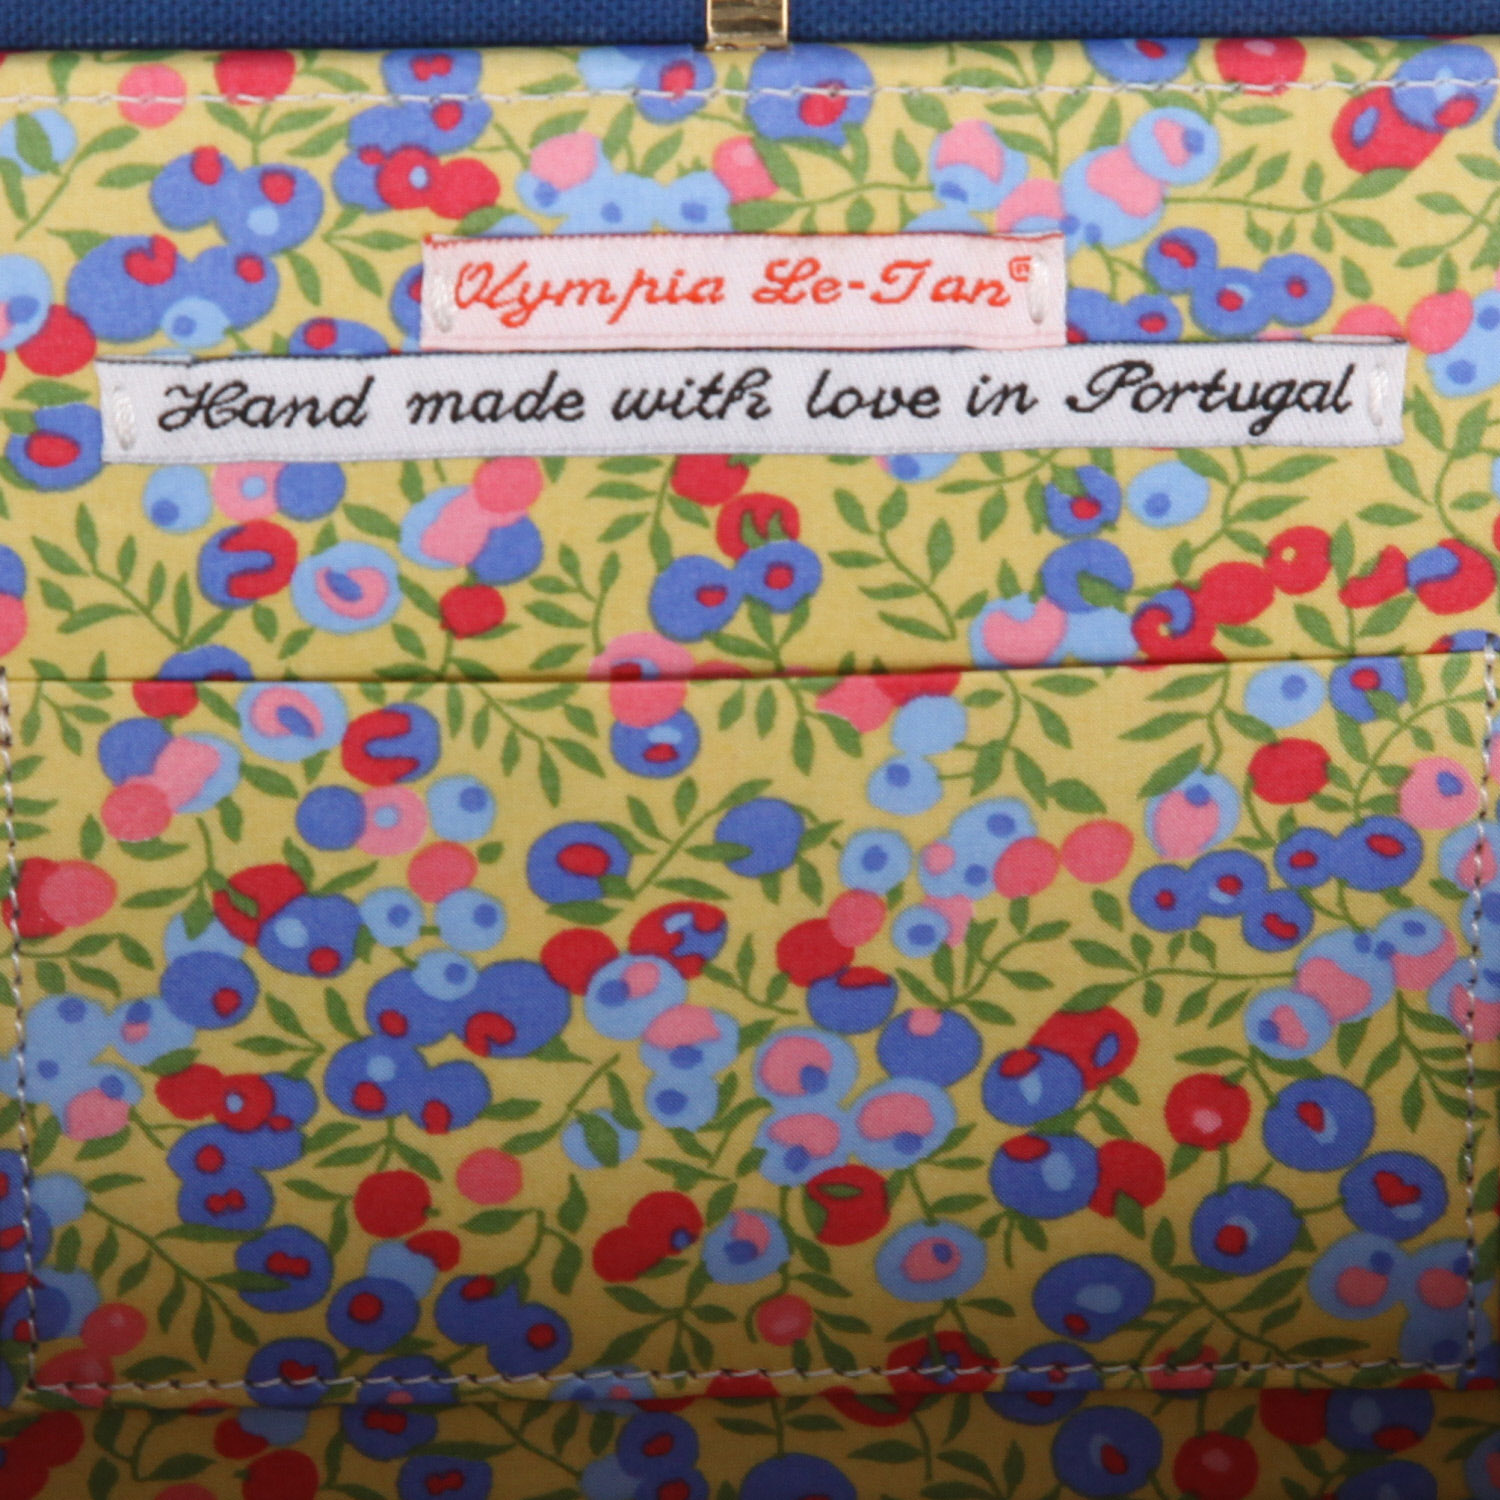 Olympia Le-Tan®
Hand made with love in Portugal